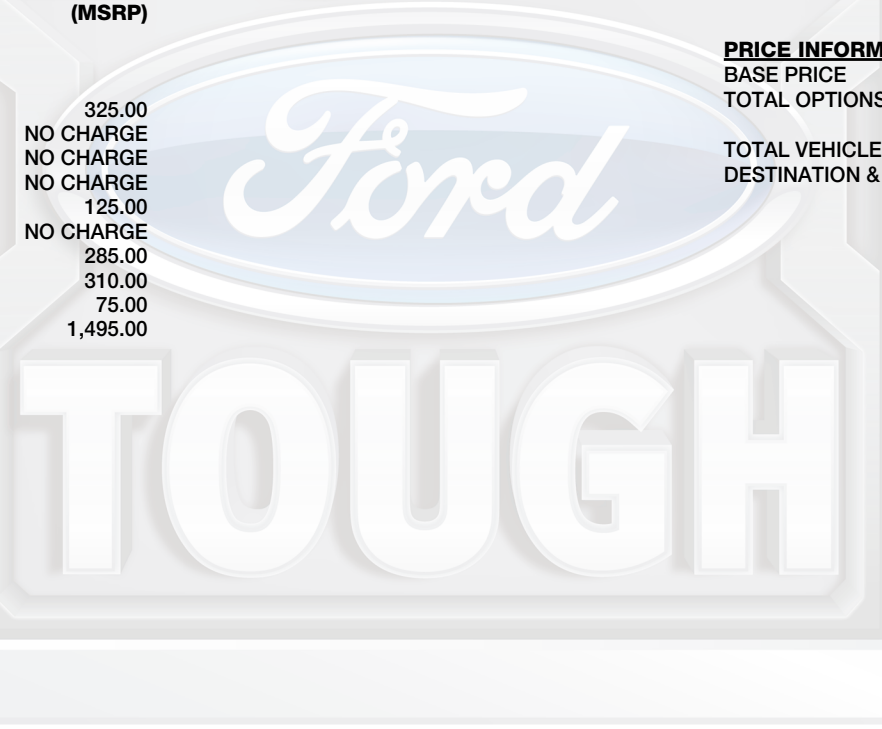 (MSRP)
325.00
NO CHARGE
NO CHARGE
NO CHARGE
125.00
NO CHARGE
285.00
310.00
75.00
1,495.00
PRICE INFORM
BASE PRICE
TOTAL OPTIONS
TOTAL VEHICLE
DESTINATION &
Ford
TOUGH